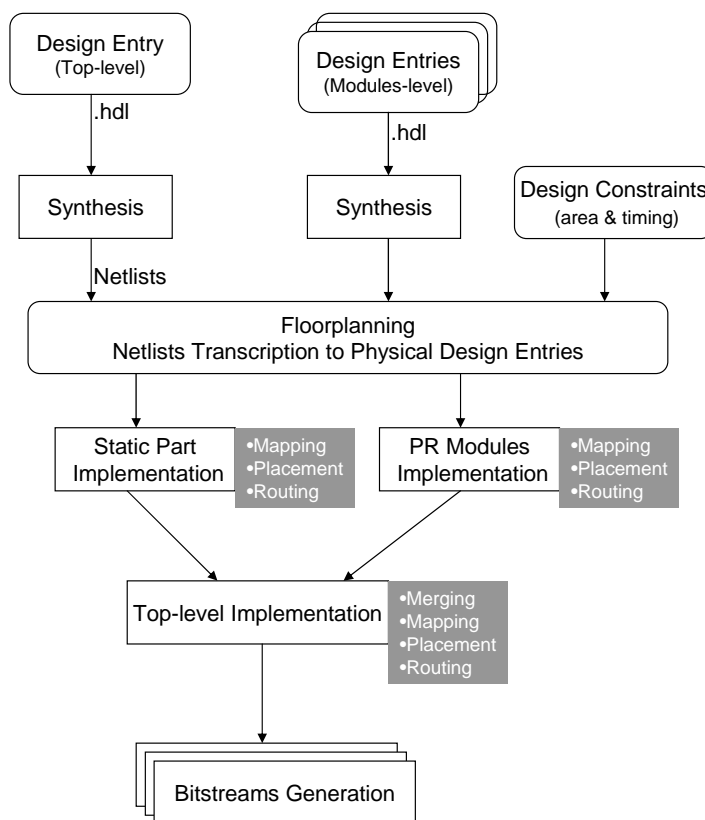 Design Entry
(Top-level)
Design Entries
(Modules-level)
.hdl
.hdl
Synthesis
Synthesis
Design Constraints
(area & timing)
Netlists
Floorplanning
Netlists Transcription to Physical Design Entries
Static Part
Implementation
•Mapping
•Placement
•Routing
PR Modules
Implementation
•Mapping
•Placement
•Routing
Top-level Implementation
•Merging
•Mapping
•Placement
•Routing
Bitstreams Generation